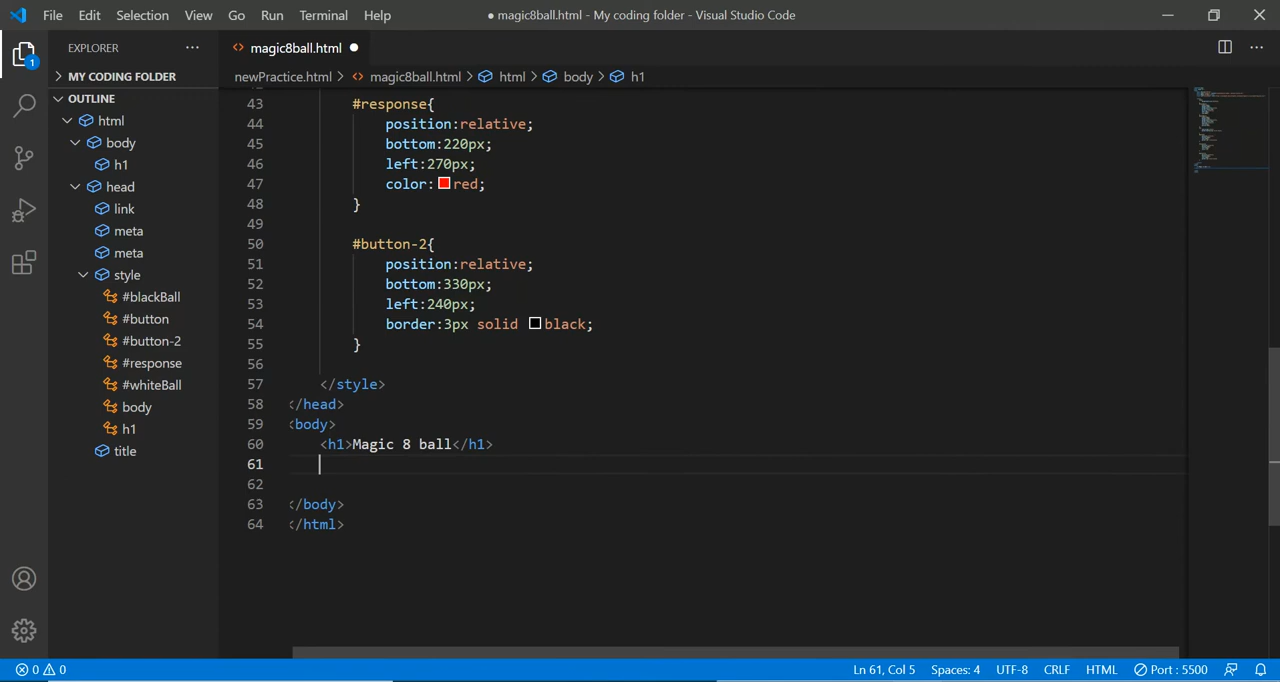 File Edit Selection View Go Run Terminal Help ● magic8ball.html - My coding folder - Visual Studio Code
EXPLORER ··· <> magic8ball.html ● ···
1
MY CODING FOLDER newPractice.html > <> magic8ball.html > html > body > h1
OUTLINE
html
body
h1
head
link
meta
meta
style
#blackBall
#button
#button-2
#response
#whiteBall
body
h1
title
43 #response{
44 position:relative;
45 bottom:220px;
46 left:270px;
47 color: red;
48 }
49
50 #button-2{
51 position:relative;
52 bottom:330px;
53 left:240px;
54 border:3px solid black;
55 }
56
57 </style>
58 </head>
59 <body>
60 <h1>Magic 8 ball</h1>
61
62
63 </body>
64 </html>
0 0 Ln 61, Col 5 Spaces: 4 UTF-8 CRLF HTML Port : 5500